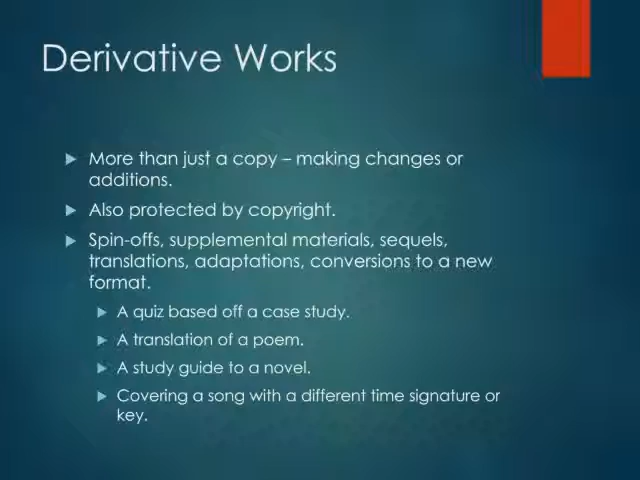 Derivative Works
More than just a copy – making changes or
additions.
Also protected by copyright.
Spin-offs, supplemental materials, sequels,
translations, adaptations, conversions to a new
format.
A quiz based off a case study.
A translation of a poem.
A study guide to a novel.
Covering a song with a different time signature or
key.